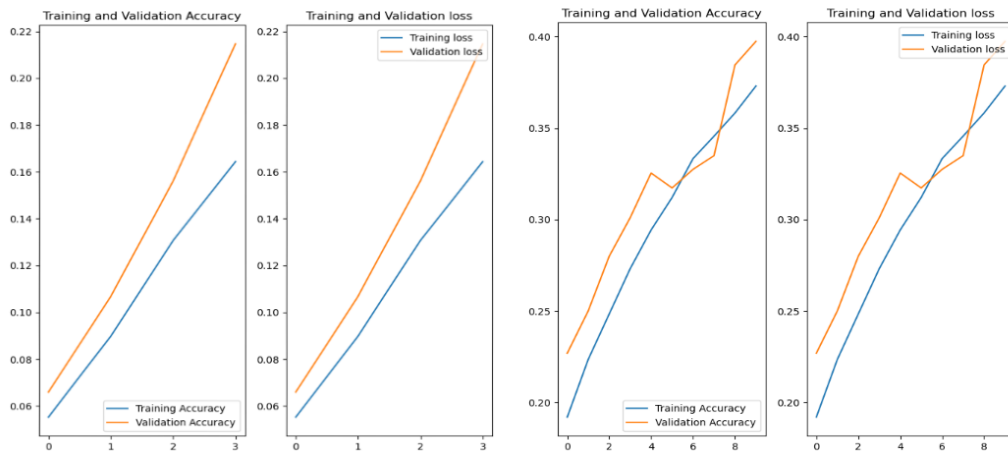 Training and Validation Accuracy
0.22
0.20
0.18
0.16
0.14
0.12
0.10
0.08
0.06
Training Accuracy
Validation Accuracy
0 1 2 3
Training and Validation loss
0.22
0.20
0.18
0.16
0.14
0.12
0.10
0.08
0.06
Training loss
Validation loss
0 1 2 3
Training and Validation Accuracy
0.40
0.35
0.30
0.25
0.20
Training Accuracy
Validation Accuracy
0 2 4 6 8
Training and Validation loss
0.40
0.35
0.30
0.25
0.20
Training loss
Validation loss
0 2 4 6 8